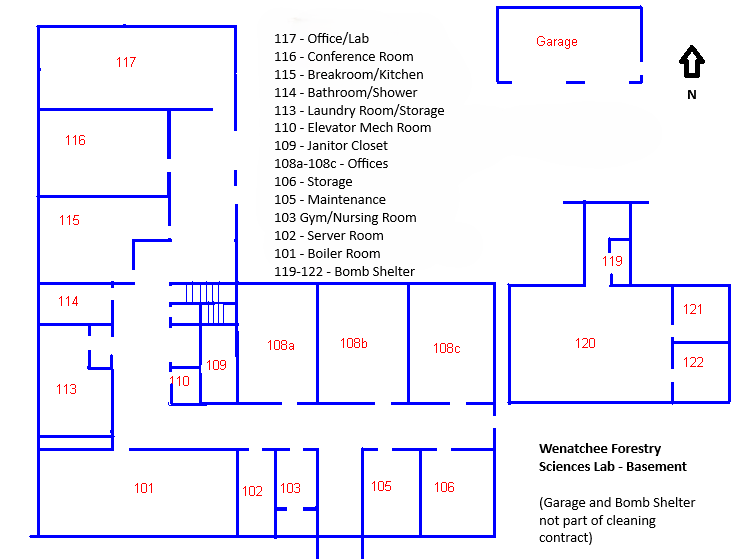 Garage
N
117 - Office/Lab
116 - Conference Room
115 - Breakroom/Kitchen
114 - Bathroom/Shower
113 - Laundry Room/Storage
110 - Elevator Mech Room
109 - Janitor Closet
108a-108c - Offices
106 - Storage
105 - Maintenance
103 Gym/Nursing Room
102 - Server Room
101 - Boiler Room
119-122 - Bomb Shelter
117
116
115
114
113
110
109
108a
108b
108c
101
102
103
105
106
119
120
121
122
Wenatchee Forestry
Sciences Lab - Basement
(Garage and Bomb Shelter
not part of cleaning
contract)